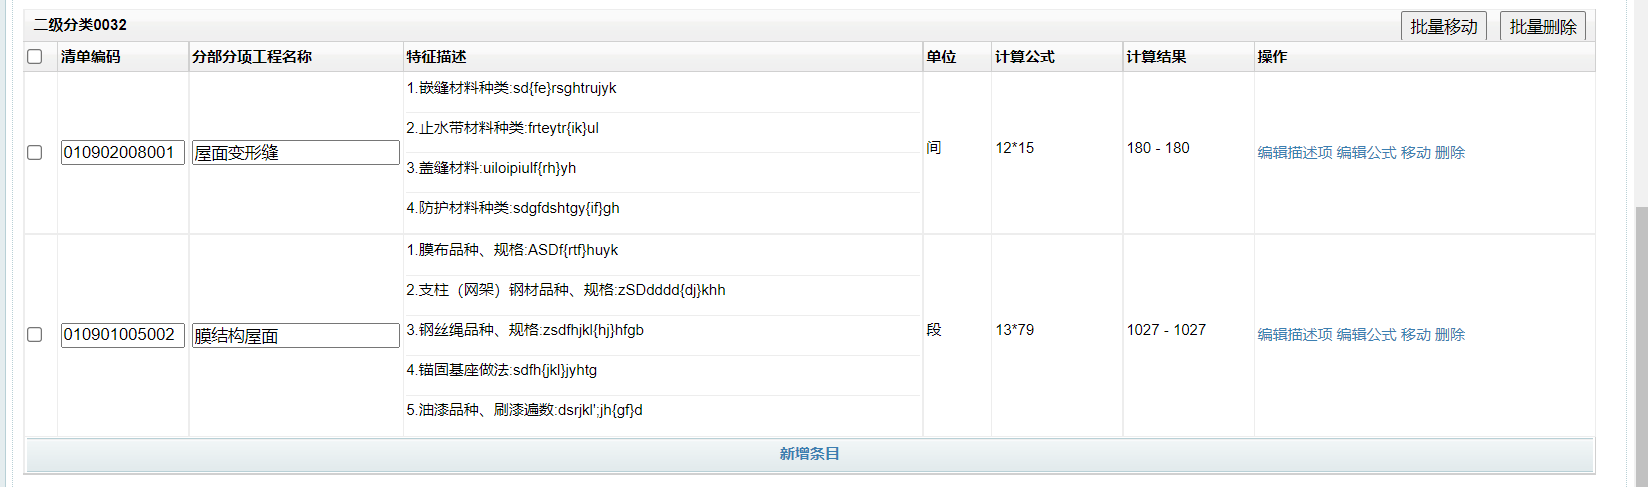 二级分类0032 批量移动 批量删除
清单编码 分部分项工程名称 特征描述 单位 计算公式 计算结果 操作
010902008001 屋面变形缝
1.嵌缝材料种类:sd{fe}rsghtrujyk
2.止水带材料种类:frteytr{ik}ul
3.盖缝材料:uiloipiulf{rh}yh
4.防护材料种类:sdgfdshtgy{if}gh
间 12*15 180 - 180 编辑描述项 编辑公式 移动 删除
010901005002 膜结构屋面
1.膜布品种、规格:ASDf{rtf}huyk
2.支柱（网架）钢材品种、规格:zSDdddd{dj}khh
3.钢丝绳品种、规格:zsdfhjkl{hj}hfgb
4.锚固基座做法:sdfh{jkl}jyhtg
5.油漆品种、刷漆遍数:dsrjkl';jh{gf}d
段 13*79 1027 - 1027 编辑描述项 编辑公式 移动 删除
新增条目